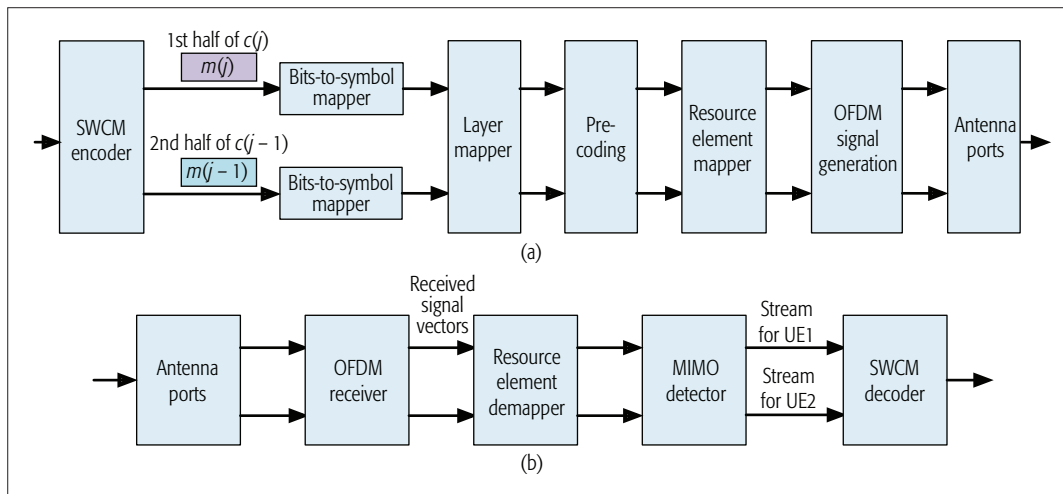 1st half of c(j)
m(j)
SWCM
encoder
2nd half of c(j – 1)
m(j – 1)
Bits-to-symbol
mapper
Bits-to-symbol
mapper
Layer
mapper
Pre-
coding
Resource
element
mapper
OFDM
signal
generation
Antenna
ports
(a)
Antenna
ports
OFDM
receiver
Received
signal
vectors
Resource
element
demapper
MIMO
detector
Stream
for UE1
Stream
for UE2
SWCM
decoder
(b)